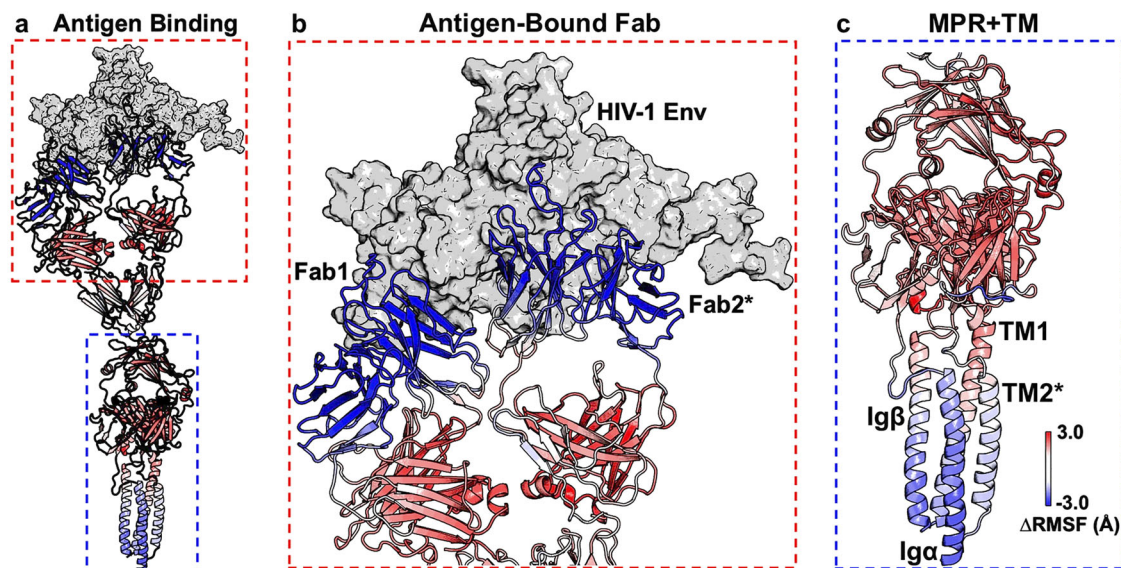 a Antigen Binding
b Antigen-Bound Fab
HIV-1 Env
Fab1
Fab2*
c MPR+TM
TM1
TM2*
Igβ
3.0
-3.0
ΔRMSF (Å)
Igα